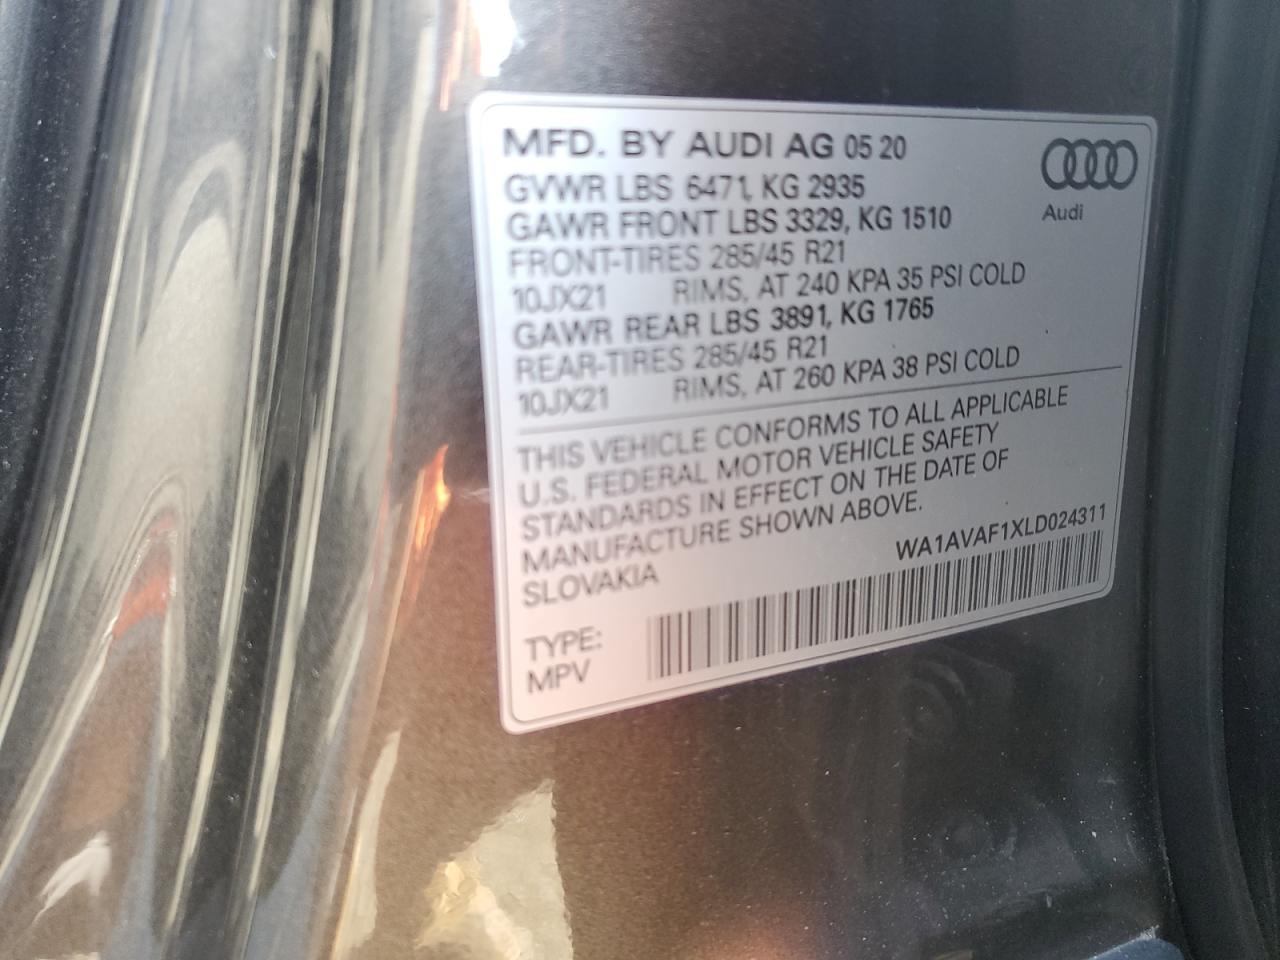 MFD. BY AUDI AG 05 20
GVWR LBS 6471, KG 2935
GAWR FRONT LBS 3329, KG 1510
FRONT-TIRES 285/45 R21
10JX21 RIMS, AT 240 KPA 35 PSI COLD
GAWR REAR LBS 3891, KG 1765
REAR-TIRES 285/45 R21
10JX21 RIMS, AT 260 KPA 38 PSI COLD
Audi
THIS VEHICLE CONFORMS TO ALL APPLICABLE
U.S. FEDERAL MOTOR VEHICLE SAFETY
STANDARDS IN EFFECT ON THE DATE OF
MANUFACTURE SHOWN ABOVE.
SLOVAKIA
WA1AVAF1XLD024311
TYPE:
MPV